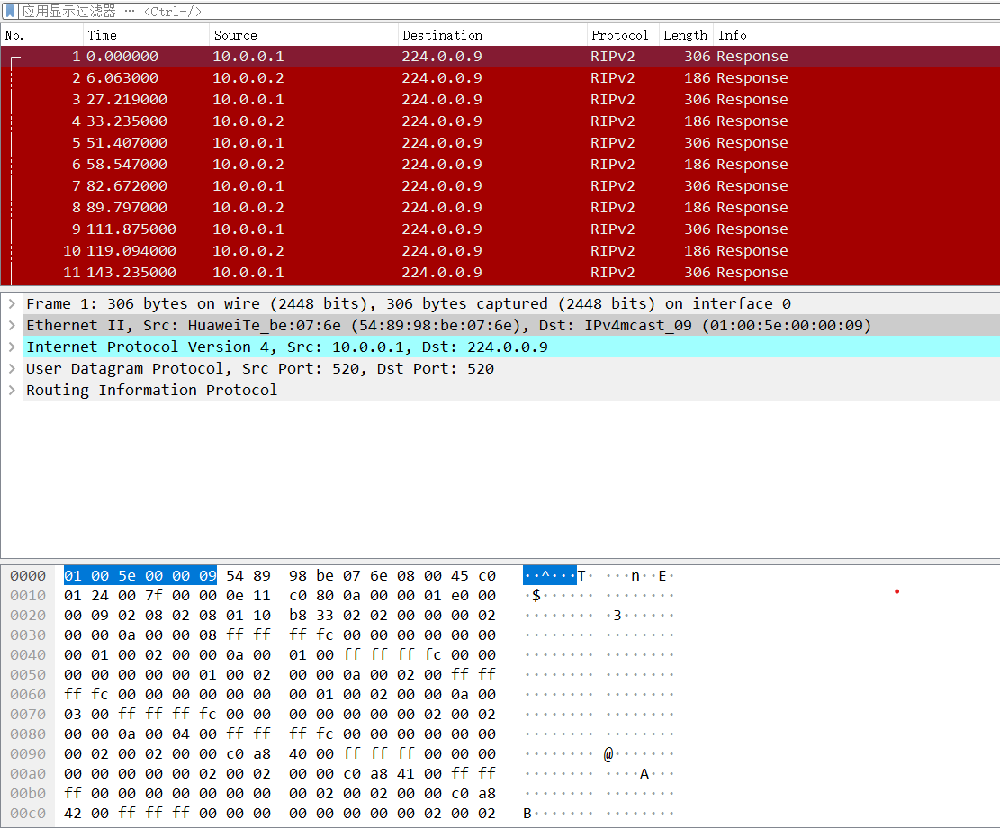 应用显示过滤器 … <Ctrl-/>
No. Time Source Destination Protocol Length Info
1 0.000000 10.0.0.1 224.0.0.9 RIPv2 306 Response
2 6.063000 10.0.0.2 224.0.0.9 RIPv2 186 Response
3 27.219000 10.0.0.1 224.0.0.9 RIPv2 306 Response
4 33.235000 10.0.0.2 224.0.0.9 RIPv2 186 Response
5 51.407000 10.0.0.1 224.0.0.9 RIPv2 306 Response
6 58.547000 10.0.0.2 224.0.0.9 RIPv2 186 Response
7 82.672000 10.0.0.1 224.0.0.9 RIPv2 306 Response
8 89.797000 10.0.0.2 224.0.0.9 RIPv2 186 Response
9 111.875000 10.0.0.1 224.0.0.9 RIPv2 306 Response
10 119.094000 10.0.0.2 224.0.0.9 RIPv2 186 Response
11 143.235000 10.0.0.1 224.0.0.9 RIPv2 306 Response
Frame 1: 306 bytes on wire (2448 bits), 306 bytes captured (2448 bits) on interface 0
Ethernet II, Src: HuaweiTe_be:07:6e (54:89:98:be:07:6e), Dst: IPv4mcast_09 (01:00:5e:00:00:09)
Internet Protocol Version 4, Src: 10.0.0.1, Dst: 224.0.0.9
User Datagram Protocol, Src Port: 520, Dst Port: 520
Routing Information Protocol
0000 01 00 5e 00 00 09 54 89 98 be 07 6e 08 00 45 c0 ··^···T· ···n··E·
0010 01 24 00 7f 00 00 0e 11 c0 80 0a 00 00 01 e0 00 ·$······ ········
0020 00 09 02 08 02 08 01 10 b8 33 02 02 00 00 00 02 ········ ·3······
0030 00 00 0a 00 00 08 ff ff ff fc 00 00 00 00 00 00 ········ ········
0040 00 01 00 02 00 00 0a 00 01 00 ff ff ff fc 00 00 ········ ········
0050 00 00 00 00 00 01 00 02 00 00 0a 00 02 00 ff ff ········ ········
0060 ff fc 00 00 00 00 00 00 00 01 00 02 00 00 0a 00 ········ ········
0070 03 00 ff ff ff fc 00 00 00 00 00 00 00 02 00 02 ········ ········
0080 00 00 0a 00 04 00 ff ff ff fc 00 00 00 00 00 00 ········ ········
0090 00 02 00 02 00 00 c0 a8 40 00 ff ff ff 00 00 00 ········ @·······
00a0 00 00 00 00 00 02 00 02 00 00 c0 a8 41 00 ff ff ········ ····A···
00b0 ff 00 00 00 00 00 00 00 00 02 00 02 00 00 c0 a8 ········ ········
00c0 42 00 ff ff ff 00 00 00 00 00 00 00 00 02 00 02 B······· ········